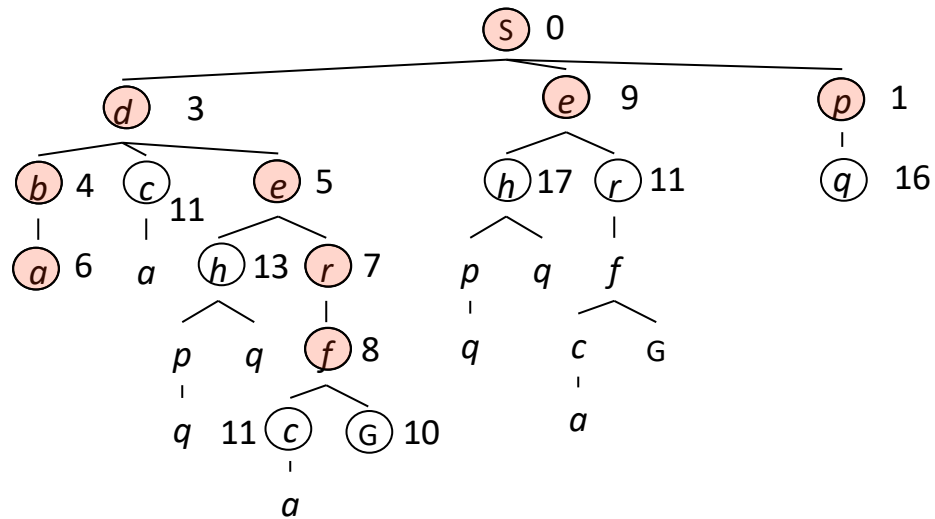 S 0
d 3 e 9 p 1
b 4 c 11 e 5 h 17 r 11 q 16
a 6 a h 13 r 7 p q f
p q f 8 q c G
q 11 c G 10 a
a